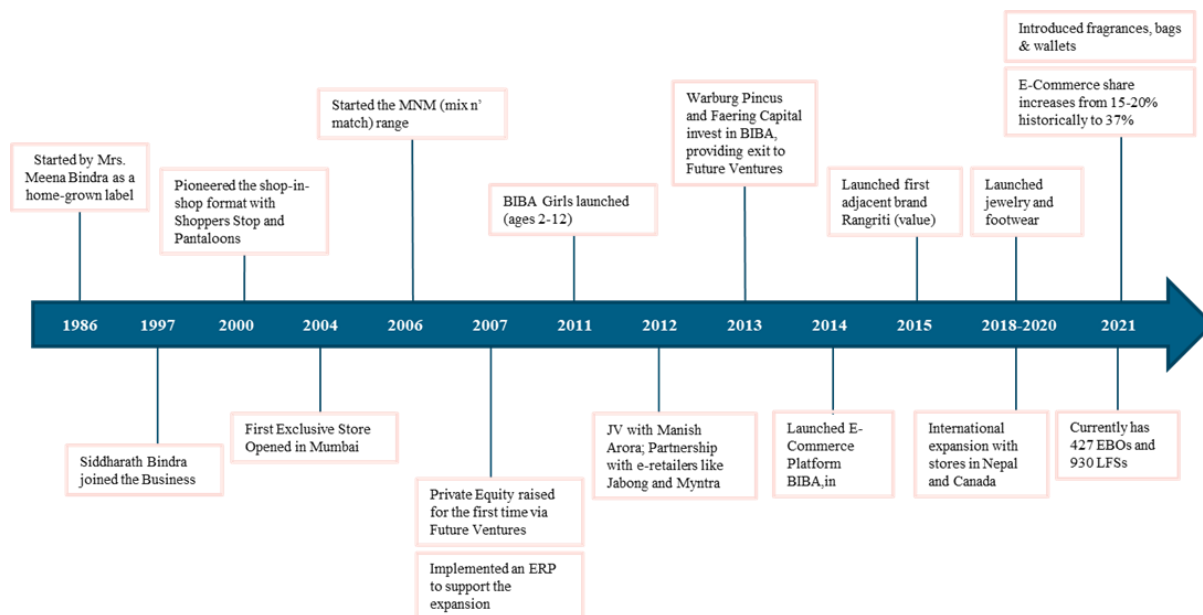 Introduced fragrances, bags
& wallets
E-Commerce share
increases from 15-20%
historically to 37%
Warburg Pincus
and Faering Capital
invest in BIBA,
providing exit to
Future Ventures
Started the MNM (mix n'
match) range
Started by Mrs.
Meena Bindra as a
home-grown label
Pioneered the shop-in-
shop format with
Shoppers Stop and
Pantaloons
BIBA Girls launched
(ages 2-12)
Launched first
adjacent brand
Rangriti (value)
Launched
jewelry and
footwear
1986 1997 2000 2004 2006 2007 2011 2012 2013 2014 2015 2018-2020 2021
Siddharath Bindra
joined the Business
First Exclusive Store
Opened in Mumbai
Private Equity raised
for the first time via
Future Ventures
Implemented an ERP
to support the
expansion
JV with Manish
Arora; Partnership
with e-retailers like
Jabong and Myntra
Launched E-
Commerce
Platform
BIBA,in
International
expansion with
stores in Nepal
and Canada
Currently has
427 EBOs and
930 LFSs